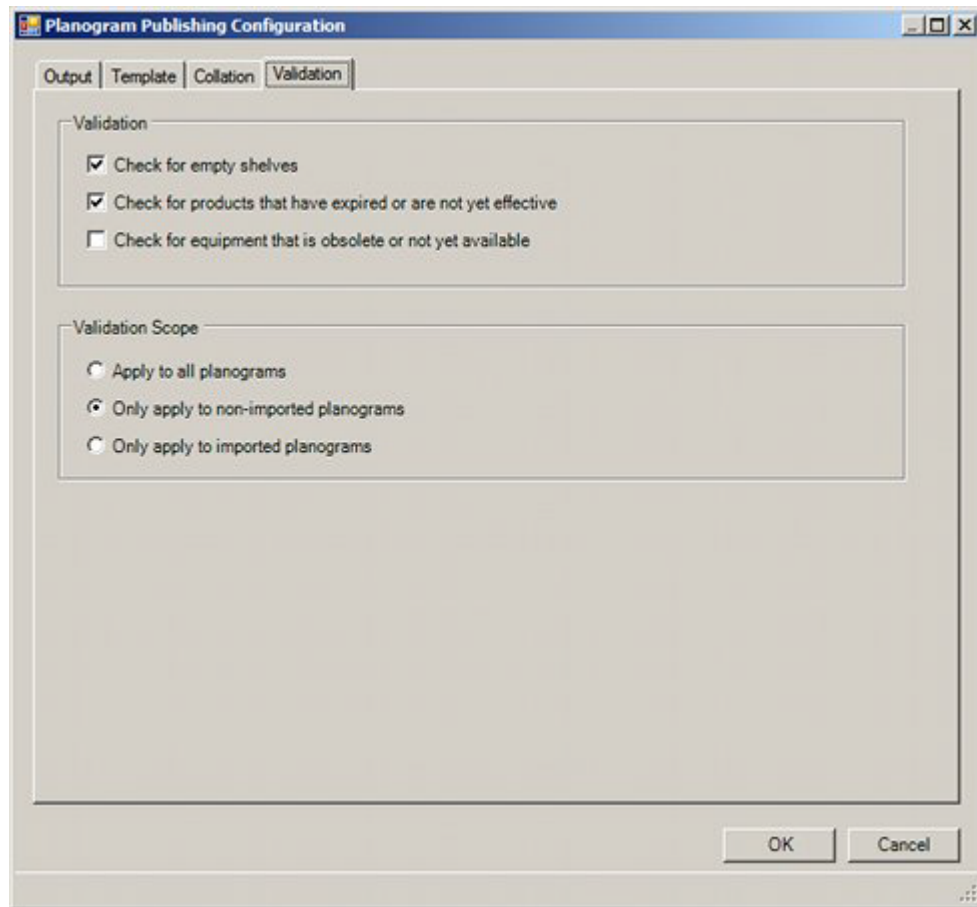 Planogram Publishing Configuration
Output Template Collation Validation
Validation
Check for empty shelves
Check for products that have expired or are not yet effective
Check for equipment that is obsolete or not yet available
Validation Scope
Apply to all planograms
Only apply to non-imported planograms
Only apply to imported planograms
OK Cancel